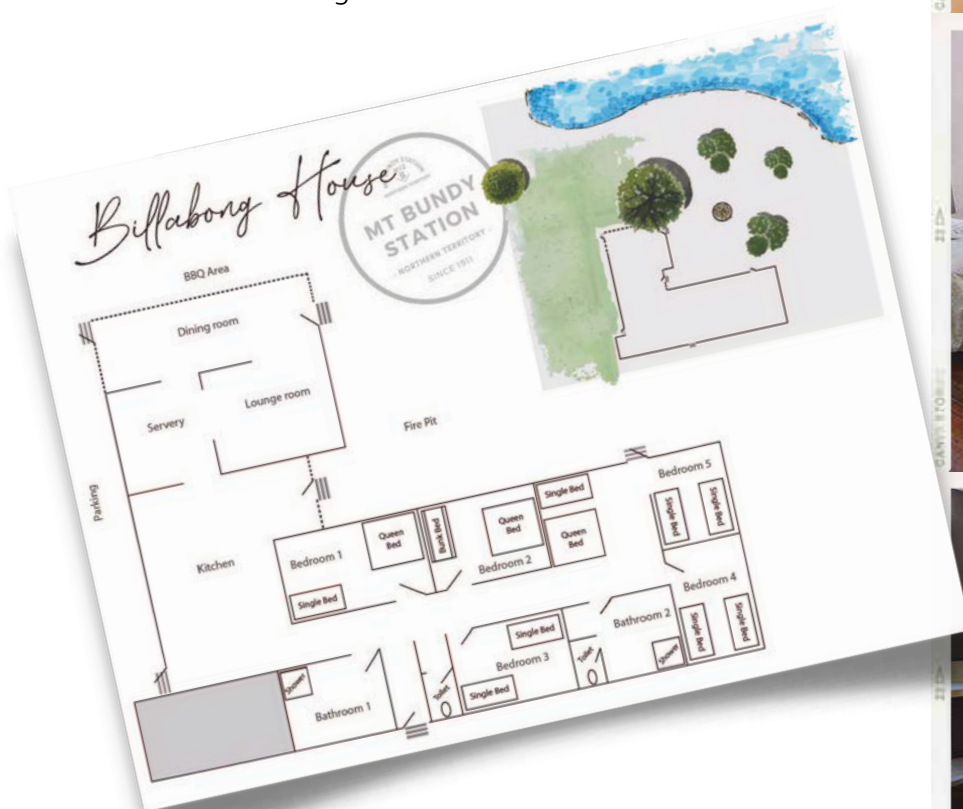 Billabong House
MT BUNDY
STATION
- NORTHERN TERRITORY -
SINCE 1911
BBQ Area
Dining room
Lounge room
Servery
Fire Pit
Parking
Kitchen
Bedroom 1
Queen
Bed
Bunk Bed
Single Bed
Queen
Bed
Single Bed
Queen
Bed
Bedroom 2
Bedroom 5
Single Bed
Single Bed
Bedroom 4
Single Bed
Single Bed
Bathroom 2
Shower
Toilet
Single Bed
Bedroom 3
Single Bed
Toilet
Shower
Bathroom 1